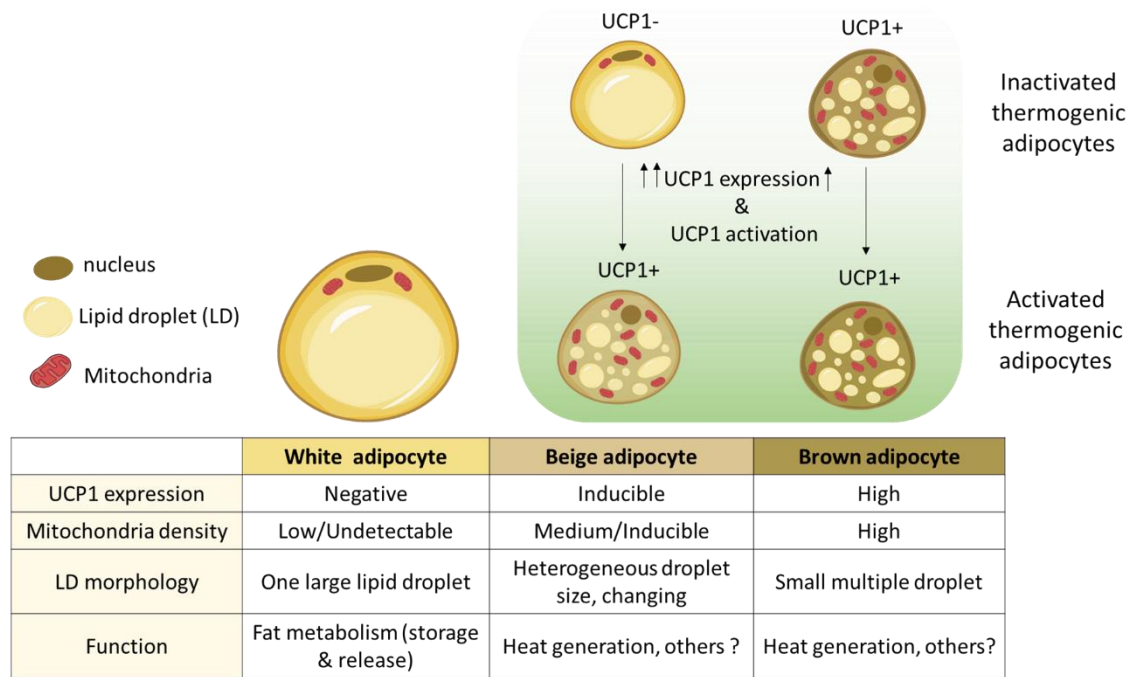 UCP1-
UCP1+
Inactivated
thermogenic
adipocytes
↑↑UCP1 expression↑
&
UCP1 activation
UCP1+
UCP1+
Activated
thermogenic
adipocytes
nucleus
Lipid droplet (LD)
Mitochondria
White adipocyte
Beige adipocyte
Brown adipocyte
UCP1 expression
Negative
Inducible
High
Mitochondria density
Low/Undetectable
Medium/Inducible
High
LD morphology
One large lipid droplet
Heterogeneous droplet
size, changing
Small multiple droplet
Function
Fat metabolism (storage
& release)
Heat generation, others ?
Heat generation, others?